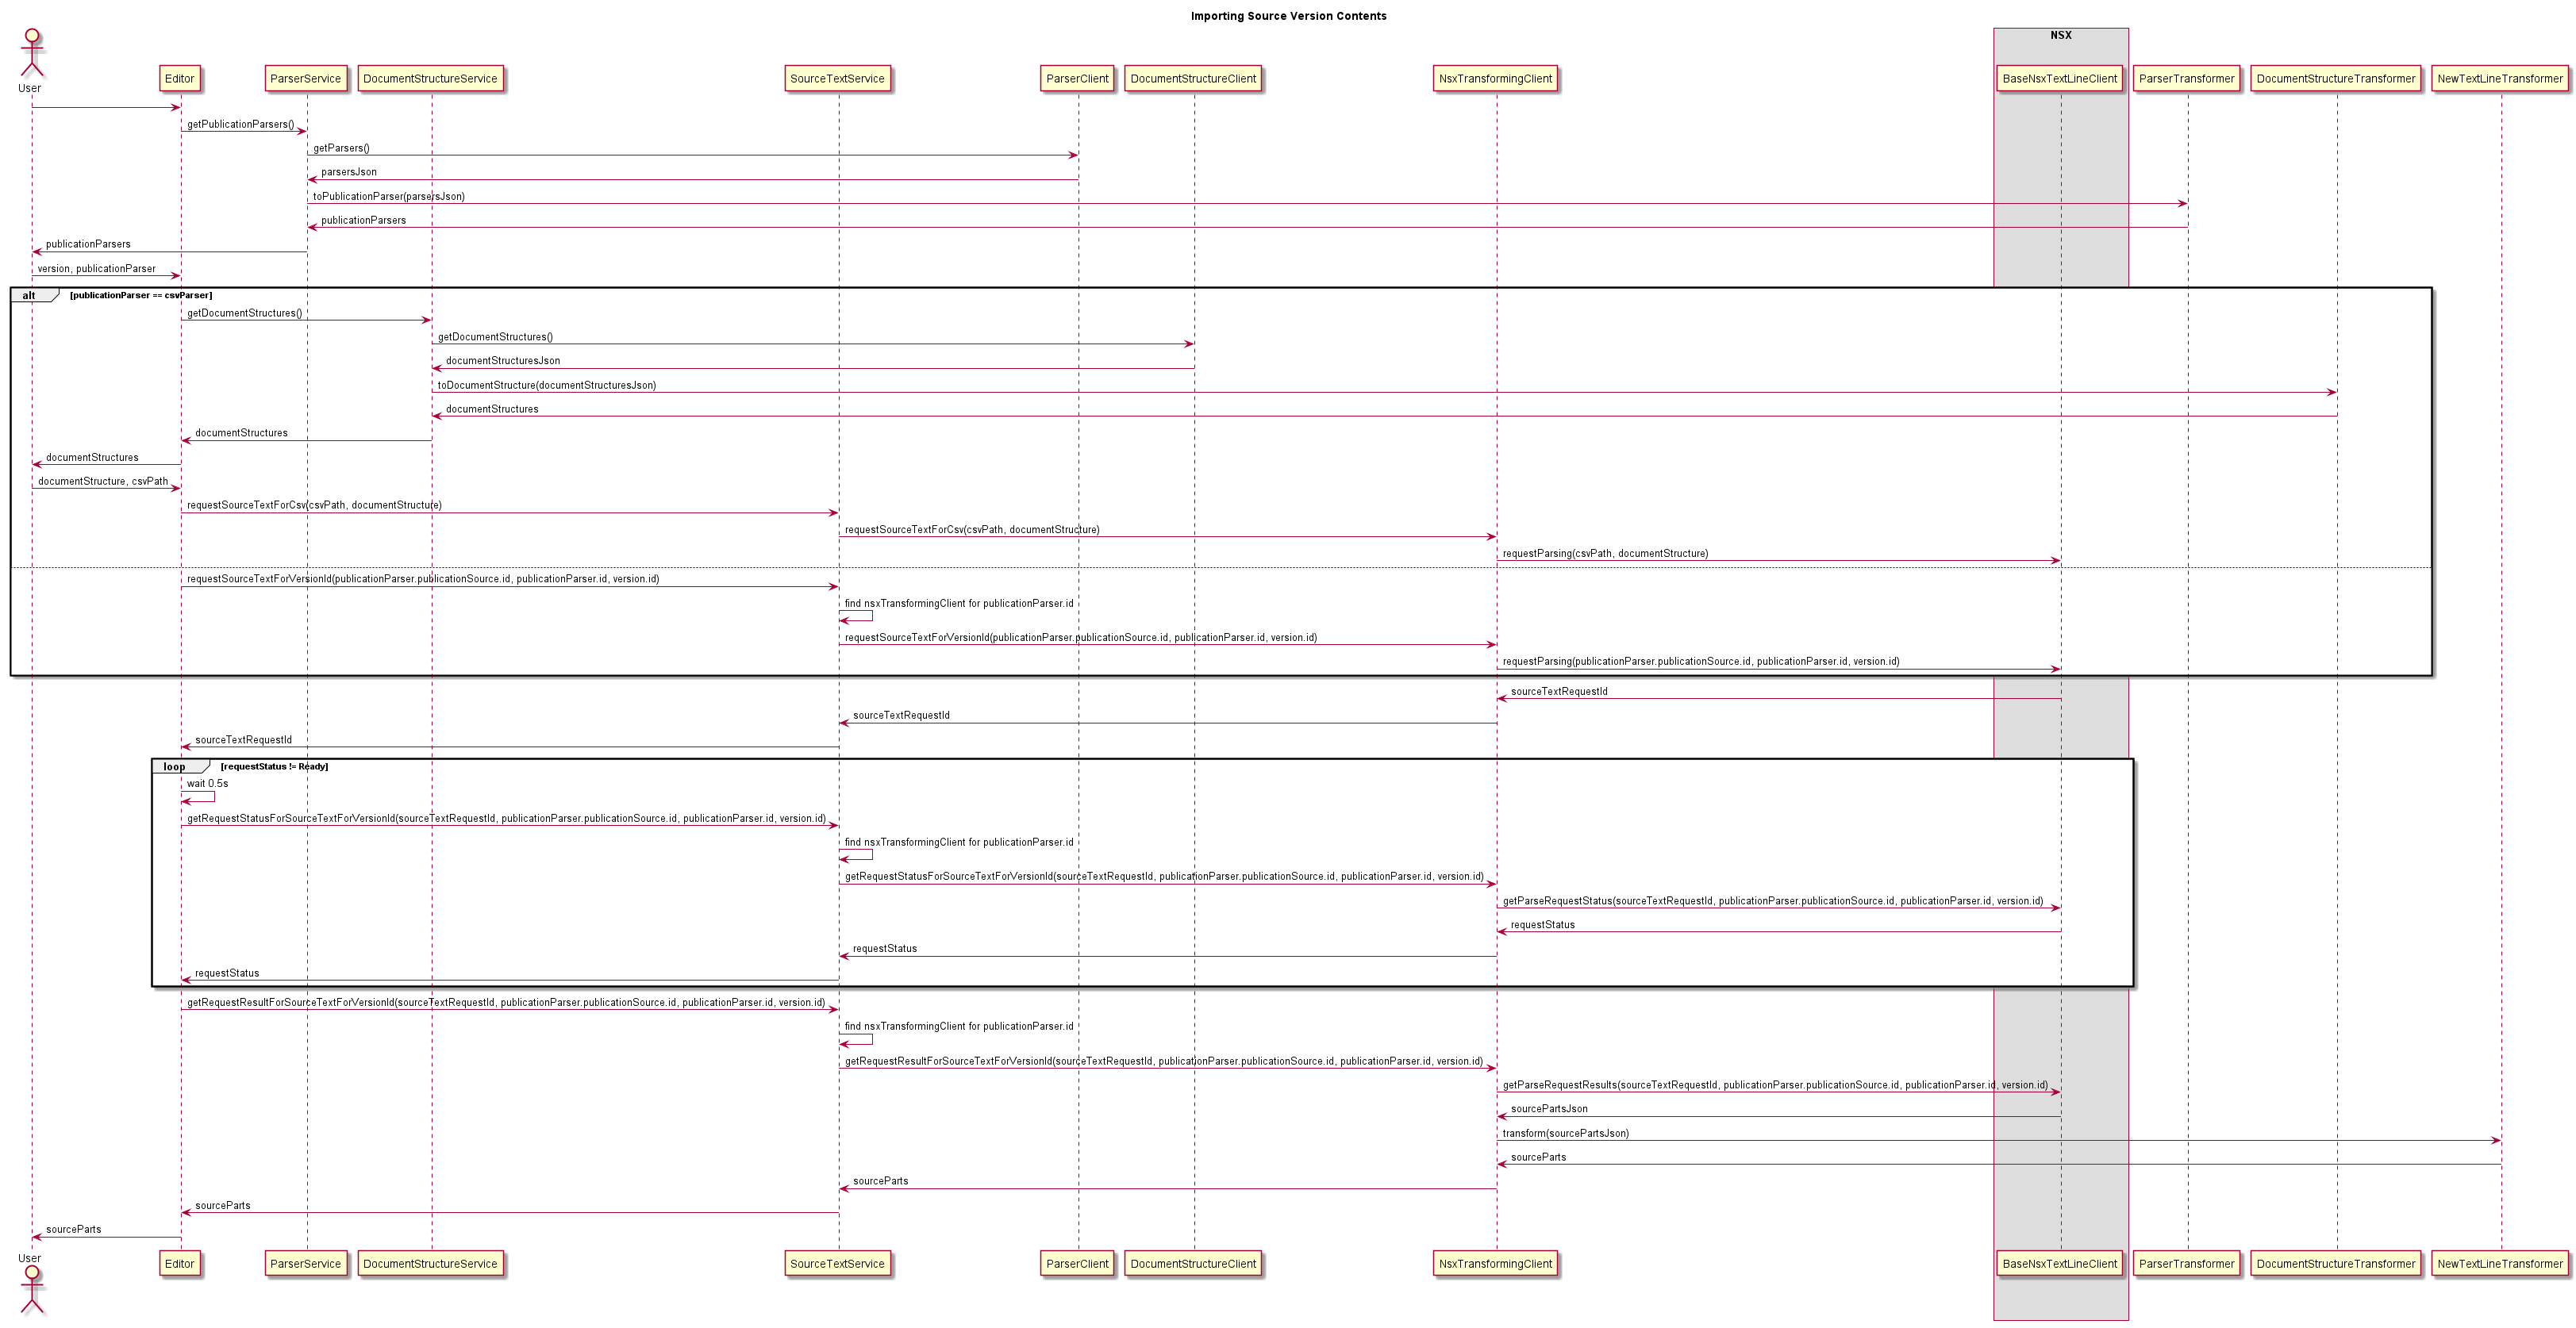 Importing Source Version Contents
NSX
User
Editor
ParserService
DocumentStructureService
SourceTextService
ParserClient
DocumentStructureClient
NsxTransformingClient
BaseNsxTextLineClient
ParserTransformer
DocumentStructureTransformer
NewTextLineTransformer
getPublicationParsers()
getParsers()
parsersJson
toPublicationParser(parsersJson)
publicationParsers
publicationParsers
version, publicationParser
alt [publicationParser == csvParser]
getDocumentStructures()
getDocumentStructures()
documentStructuresJson
toDocumentStructure(documentStructuresJson)
documentStructures
documentStructures
documentStructures
documentStructure, csvPath
requestSourceTextForCsv(csvPath, documentStructure)
requestSourceTextForCsv(csvPath, documentStructure)
requestParsing(csvPath, documentStructure)
requestSourceTextForVersionId(publicationParser.publicationSource.id, publicationParser.id, version.id)
find nsxTransformingClient for publicationParser.id
requestSourceTextForVersionId(publicationParser.publicationSource.id, publicationParser.id, version.id)
requestParsing(publicationParser.publicationSource.id, publicationParser.id, version.id)
sourceTextRequestId
sourceTextRequestId
sourceTextRequestId
loop [requestStatus != Ready]
wait 0.5s
getRequestStatusForSourceTextForVersionId(sourceTextRequestId, publicationParser.publicationSource.id, publicationParser.id, version.id)
find nsxTransformingClient for publicationParser.id
getRequestStatusForSourceTextForVersionId(sourceTextRequestId, publicationParser.publicationSource.id, publicationParser.id, version.id)
getParseRequestStatus(sourceTextRequestId, publicationParser.publicationSource.id, publicationParser.id, version.id)
requestStatus
requestStatus
requestStatus
getRequestResultForSourceTextForVersionId(sourceTextRequestId, publicationParser.publicationSource.id, publicationParser.id, version.id)
find nsxTransformingClient for publicationParser.id
getRequestResultForSourceTextForVersionId(sourceTextRequestId, publicationParser.publicationSource.id, publicationParser.id, version.id)
getParseRequestResults(sourceTextRequestId, publicationParser.publicationSource.id, publicationParser.id, version.id)
sourcePartsJson
transform(sourcePartsJson)
sourceParts
sourceParts
sourceParts
sourceParts
User
Editor
ParserService
DocumentStructureService
SourceTextService
ParserClient
DocumentStructureClient
NsxTransformingClient
BaseNsxTextLineClient
ParserTransformer
DocumentStructureTransformer
NewTextLineTransformer